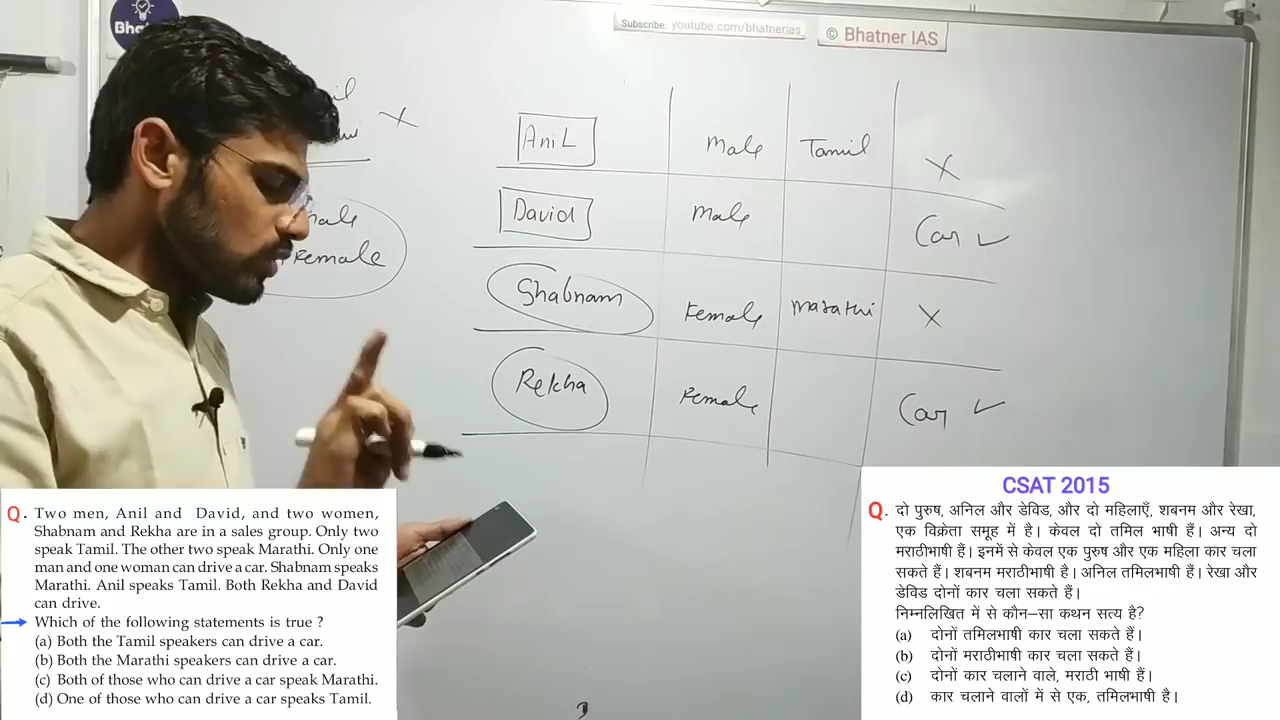 Bha
Subscribe: youtube.com/bhatnerias
© Bhatner IAS
Anil Male Tamil X
David Male Car ✓
Shabnam Female Marathi X
Rekha Female Car ✓
X
Female
Q. Two men, Anil and David, and two women,
Shabnam and Rekha are in a sales group. Only two
speak Tamil. The other two speak Marathi. Only one
man and one woman can drive a car. Shabnam speaks
Marathi. Anil speaks Tamil. Both Rekha and David
can drive.
Which of the following statements is true ?
(a) Both the Tamil speakers can drive a car.
(b) Both the Marathi speakers can drive a car.
(c) Both of those who can drive a car speak Marathi.
(d) One of those who can drive a car speaks Tamil.
CSAT 2015
Q. दो पुरुष, अनिल और डेविड, और दो महिलाएँ, शबनम और रेखा,
एक विक्रेता समूह में है। केवल दो तमिल भाषी हैं। अन्य दो
मराठीभाषी हैं। इनमें से केवल एक पुरुष और एक महिला कार चला
सकते हैं। शबनम मराठीभाषी है। अनिल तमिलभाषी हैं। रेखा और
डेविड दोनों कार चला सकते हैं।
निम्नलिखित में से कौन–सा कथन सत्य है?
(a) दोनों तमिलभाषी कार चला सकते हैं।
(b) दोनों मराठीभाषी कार चला सकते हैं।
(c) दोनों कार चलाने वाले, मराठी भाषी हैं।
(d) कार चलाने वालों में से एक, तमिलभाषी है।